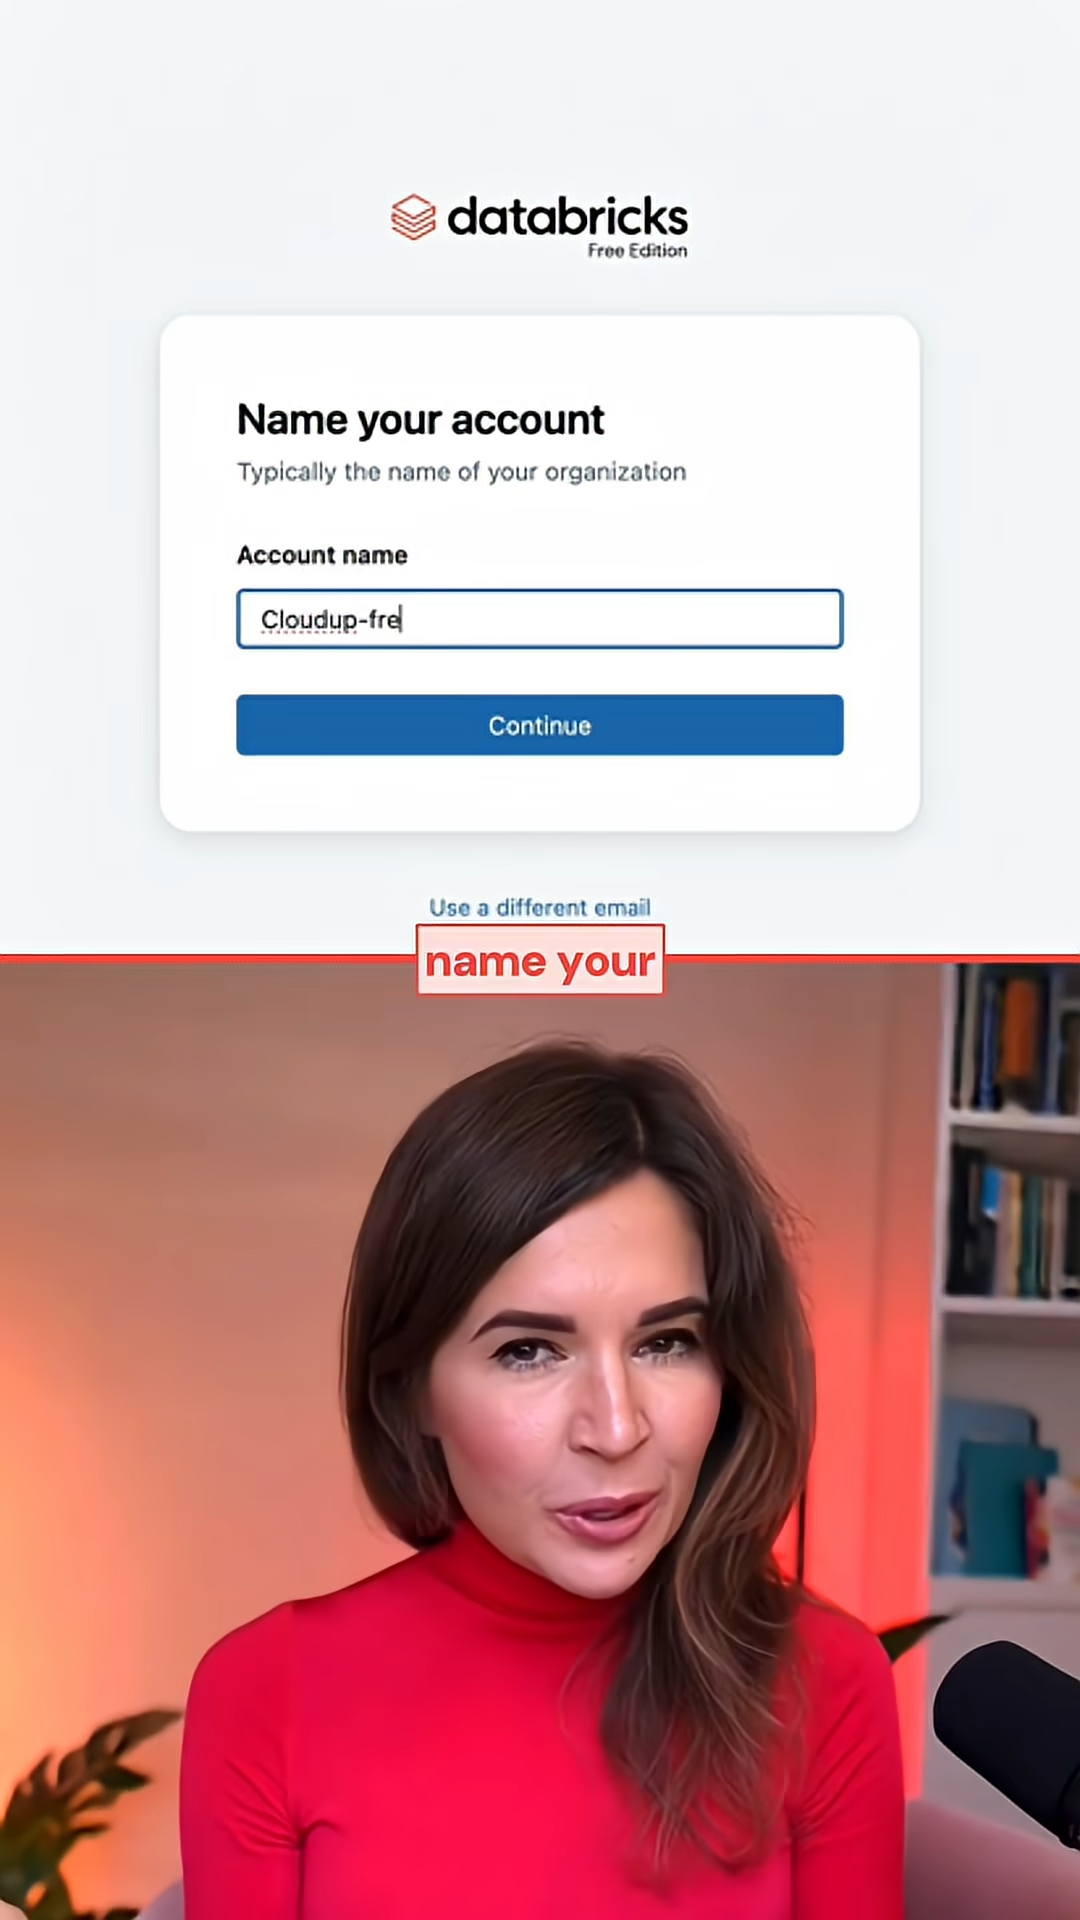 databricks
Free Edition
Name your account
Typically the name of your organization
Account name
Cloudup-fre
Continue
Use a different email
name your